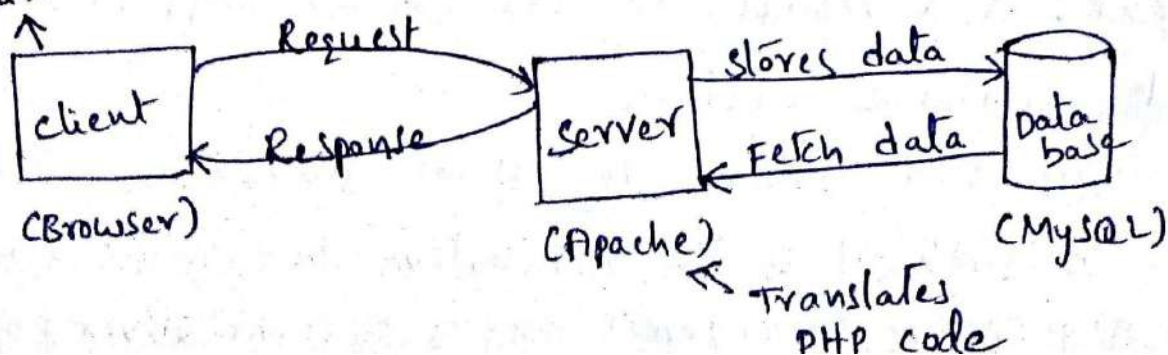 Request
stores data
client
server
Data
base
Response
Fetch data
(Browser)
(Apache)
(MySQL)
Translates
PHP code